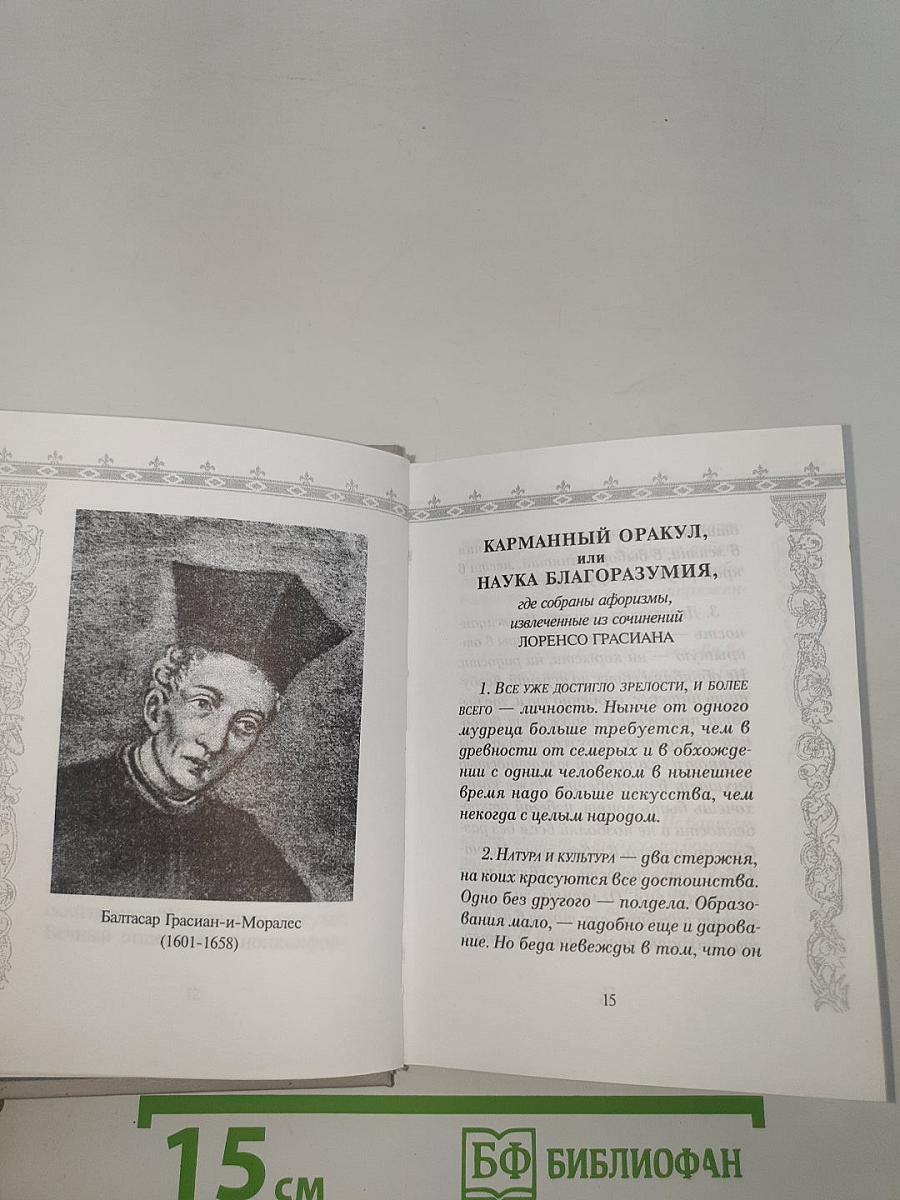 Балтасар Грасиан-и-Моралес
(1601-1658)
КАРМАННЫЙ ОРАКУЛ,
или
НАУКА БЛАГОРАЗУМИЯ,
где собраны афоризмы,
извлеченные из сочинений
ЛОРЕНСО ГРАСИАНА
1. Все уже достигло зрелости, и более
всего — личность. Нынче от одного
мудреца больше требуется, чем в
древности от семерых и в обхожде-
нии с одним человеком в нынешнее
время надо больше искусства, чем
некогда с целым народом.
2. Натура и культура — два стержня,
на коих красуются все достоинства.
Одно без другого — полдела. Образо-
вания мало, — надобно еще и дарова-
ние. Но беда невежды в том, что он
15
15 см
БФ БИБЛИОФАН